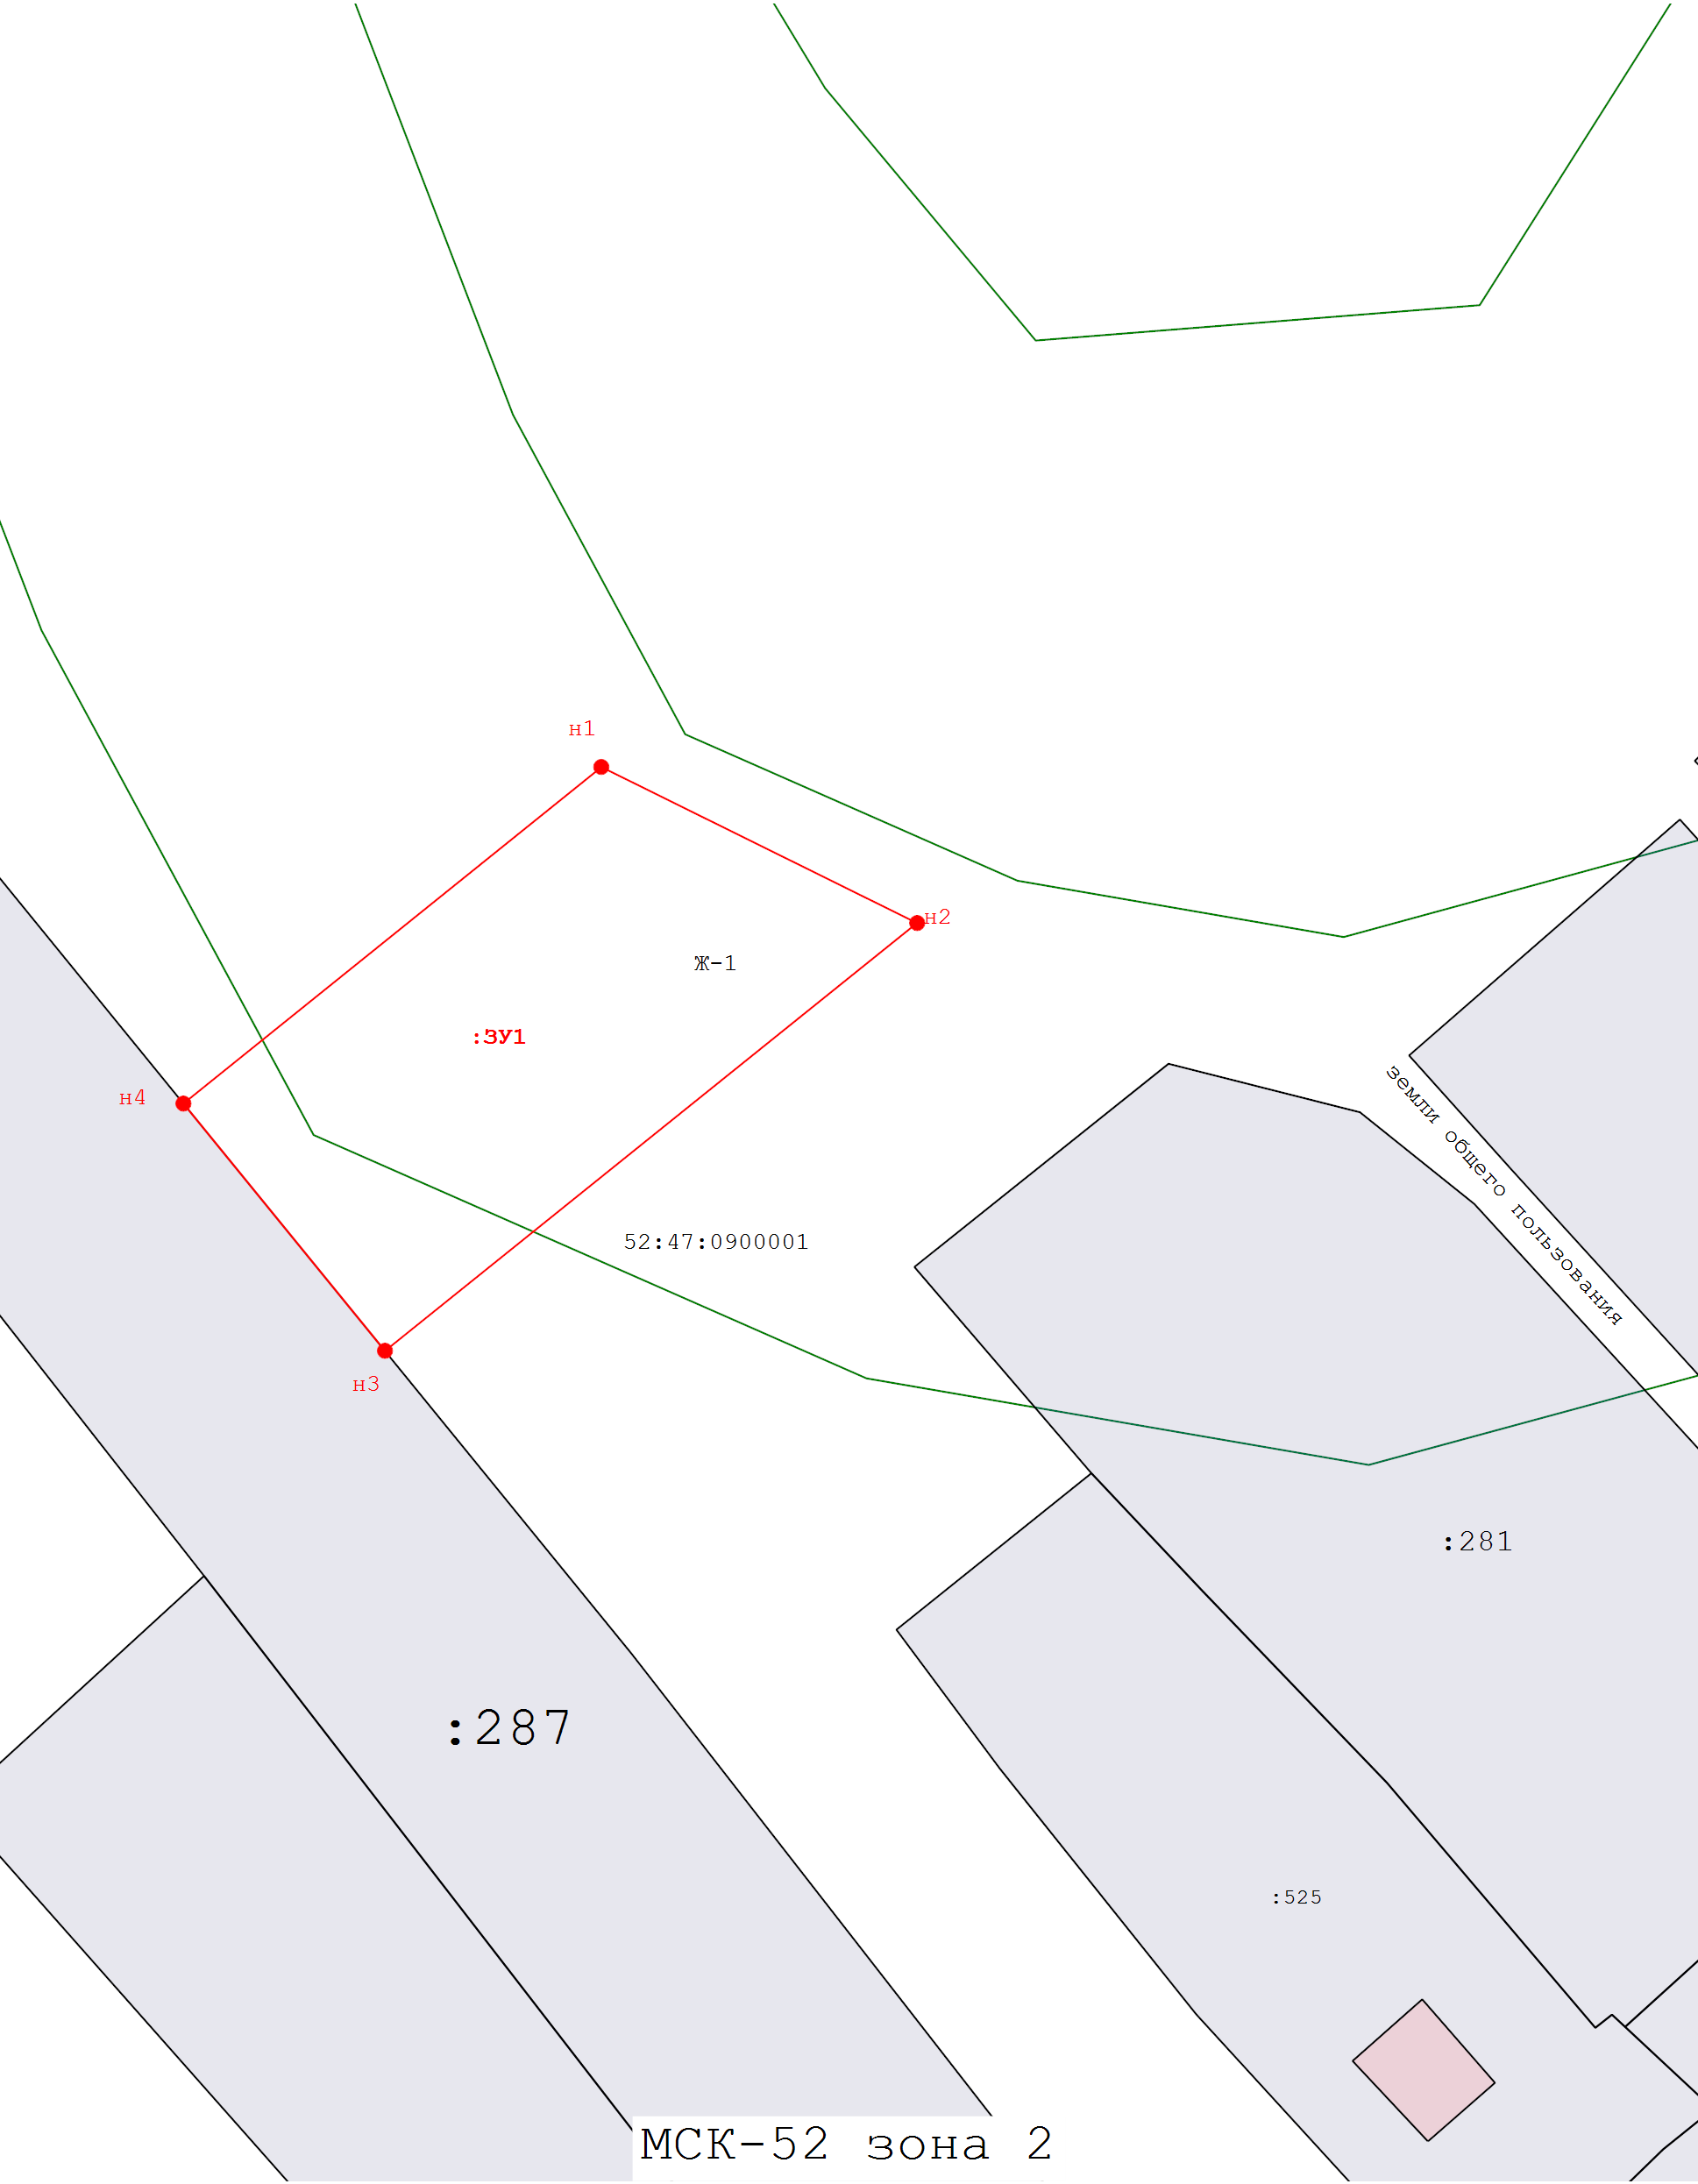 н1
н2
Ж-1
:ЗУ1
земли общего пользования
н4
52:47:0900001
н3
:281
:287
:525
МСК-52 зона 2